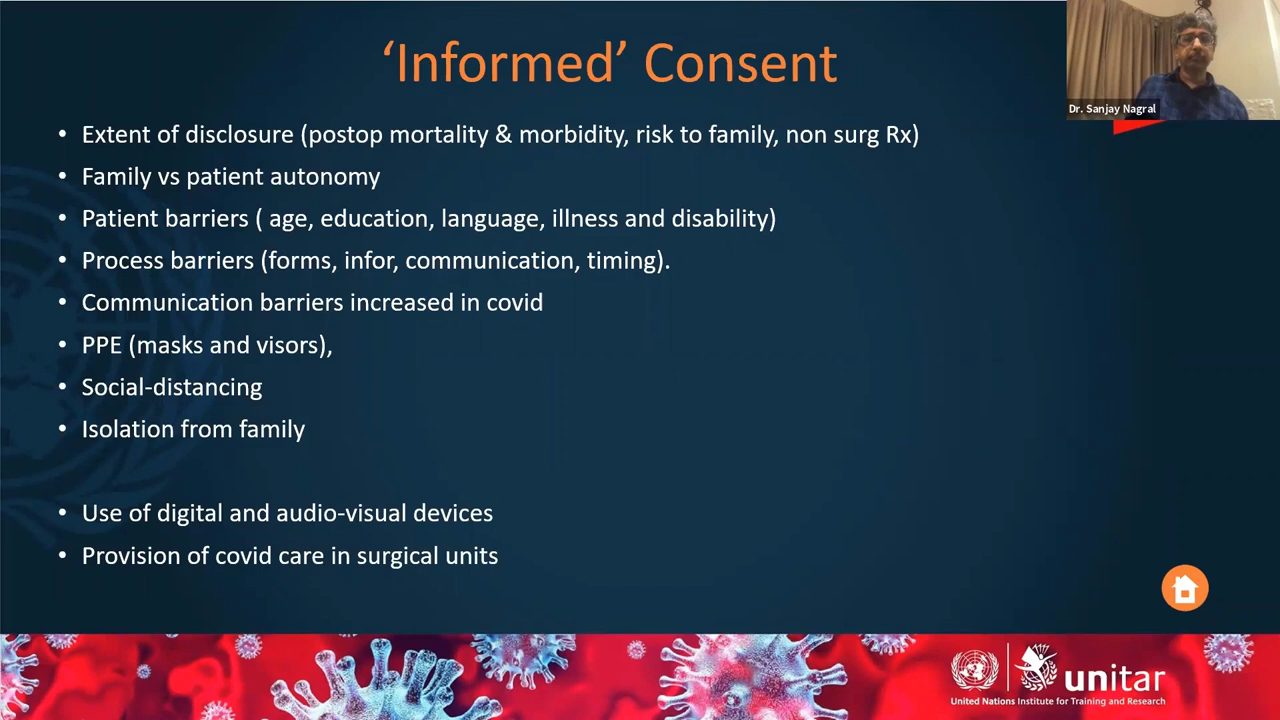 ‘Informed’ Consent
Dr. Sanjay Nagral
• Extent of disclosure (postop mortality & morbidity, risk to family, non surg Rx)
• Family vs patient autonomy
• Patient barriers ( age, education, language, illness and disability)
• Process barriers (forms, infor, communication, timing).
• Communication barriers increased in covid
• PPE (masks and visors),
• Social-distancing
• Isolation from family
• Use of digital and audio-visual devices
• Provision of covid care in surgical units
unitar
United Nations Institute for Training and Research